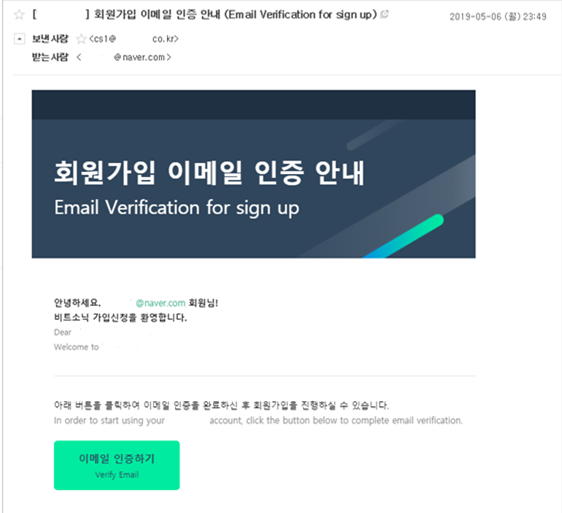 [ ] 회원가입 이메일 인증 안내 (Email Verification for sign up)
2019-05-06 (월) 23:49
보낸사람 <cs1@ co.kr>
받는사람 < @naver.com>
회원가입 이메일 인증 안내
Email Verification for sign up
안녕하세요. @naver.com 회원님!
비트소닉 가입신청을 환영합니다.
Dear
Welcome to
아래 버튼을 클릭하여 이메일 인증을 완료하신 후 회원가입을 진행하실 수 있습니다.
In order to start using your account, click the button below to complete email verification.
이메일 인증하기
Verify Email